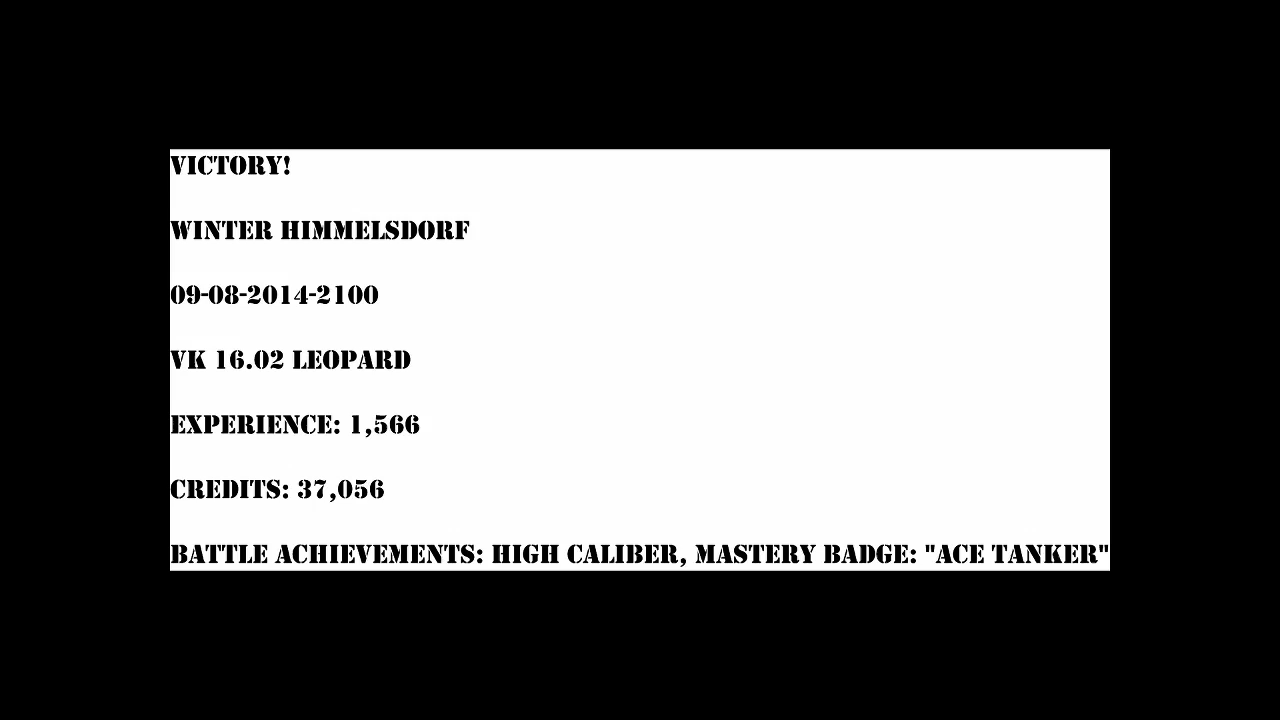 VICTORY!
WINTER HIMMELSDORF
09-08-2014-2100
VK 16.02 LEOPARD
EXPERIENCE: 1,566
CREDITS: 37,056
BATTLE ACHIEVEMENTS: HIGH CALIBER, MASTERY BADGE: "ACE TANKER"